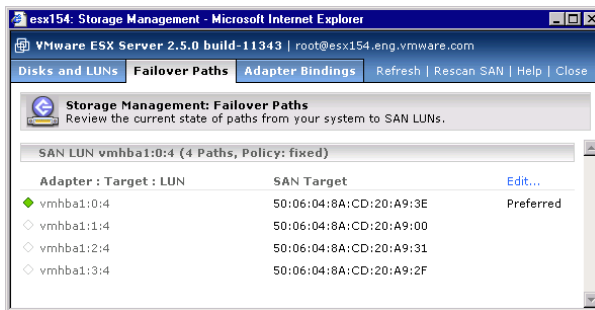 esx154: Storage Management - Microsoft Internet Explorer
VMware ESX Server 2.5.0 build-11343 | root@esx154.eng.vmware.com
Disks and LUNs Failover Paths Adapter Bindings Refresh | Rescan SAN | Help | Close
Storage Management: Failover Paths
Review the current state of paths from your system to SAN LUNs.
SAN LUN vmhba1:0:4 (4 Paths, Policy: fixed)
Adapter : Target : LUN SAN Target Edit...
vmhba1:0:4 50:06:04:8A:CD:20:A9:3E Preferred
vmhba1:1:4 50:06:04:8A:CD:20:A9:00
vmhba1:2:4 50:06:04:8A:CD:20:A9:31
vmhba1:3:4 50:06:04:8A:CD:20:A9:2F